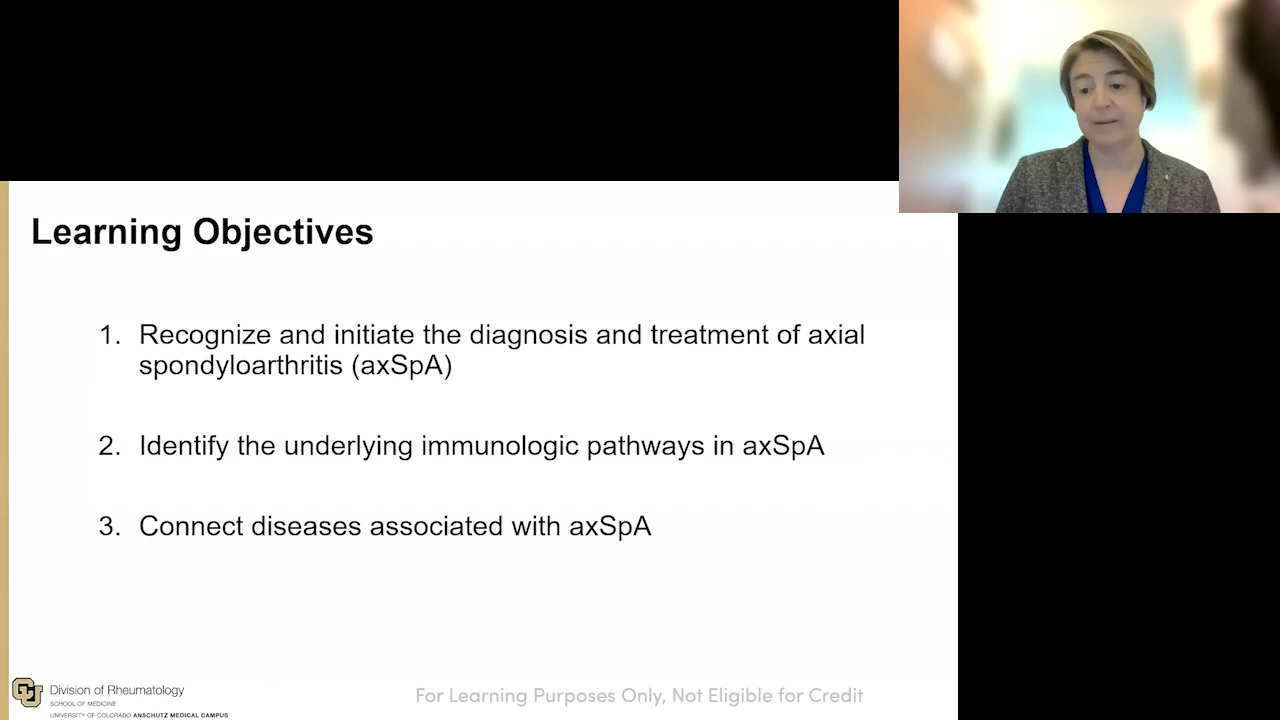 Learning Objectives
1. Recognize and initiate the diagnosis and treatment of axial
spondyloarthritis (axSpA)
2. Identify the underlying immunologic pathways in axSpA
3. Connect diseases associated with axSpA
Division of Rheumatology
SCHOOL OF MEDICINE
UNIVERSITY OF COLORADO ANSCHUTZ MEDICAL CAMPUS
For Learning Purposes Only, Not Eligible for Credit